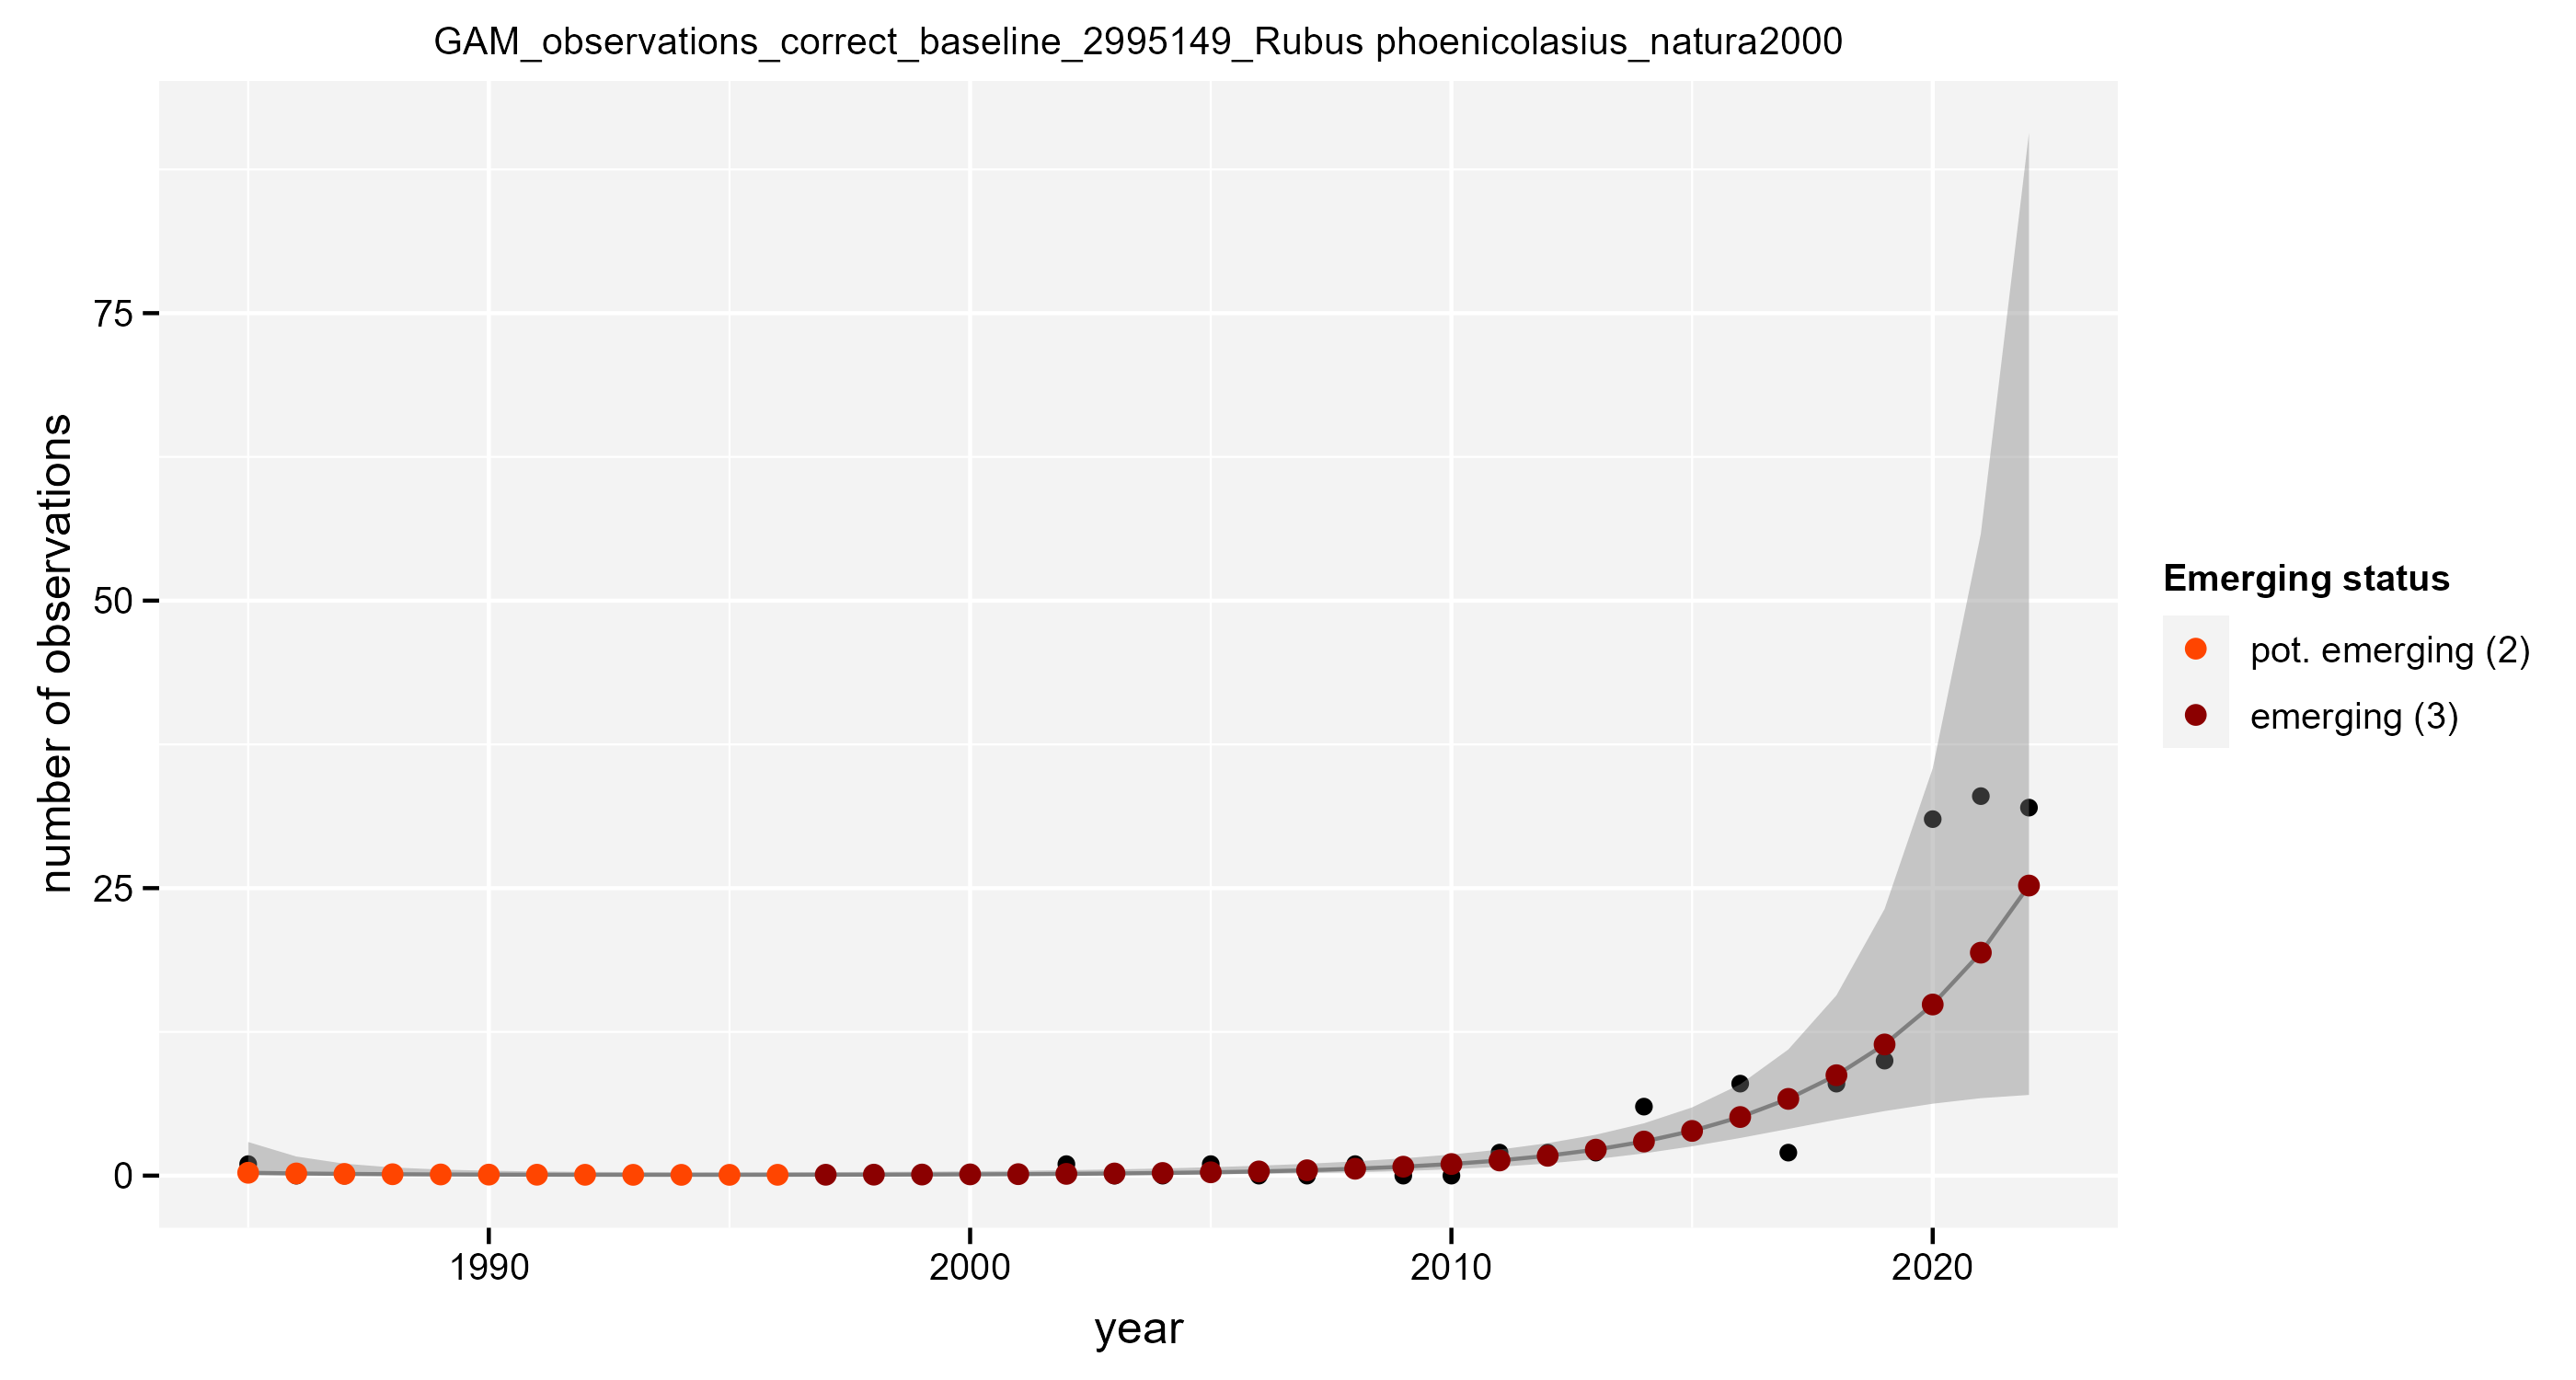 GAM_observations_correct_baseline_2995149_Rubus phoenicolasius_natura2000
number of observations
75
50
25
0
1990
2000
2010
2020
year
Emerging status
pot. emerging (2)
emerging (3)